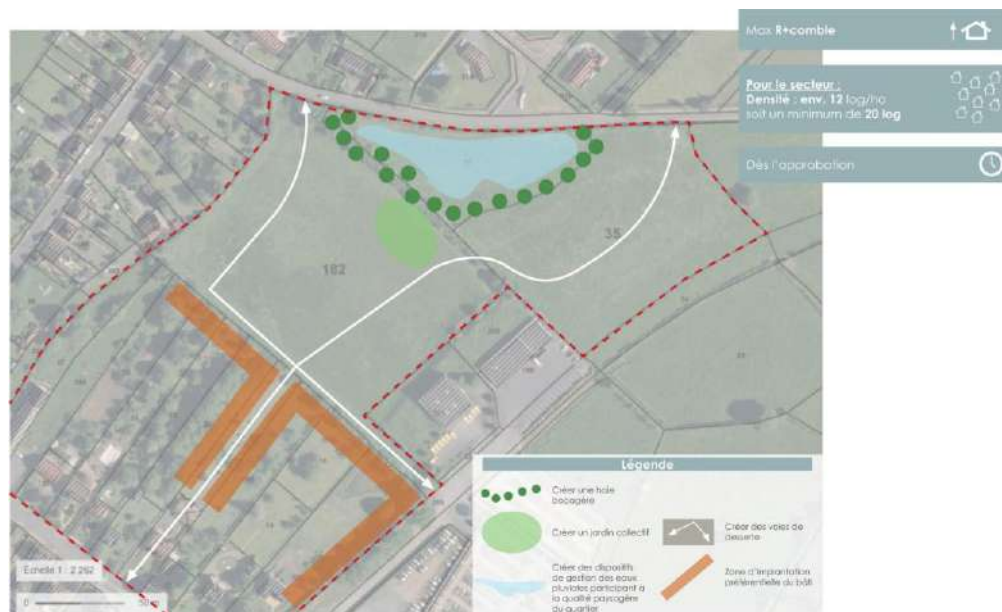 Max R+comble
Pour le secteur :
Densité : env. 12 log/ha
soit un minimum de 20 log
Dès l'approbation
35
182
Légende
Créer une haie
bocagère
Créer un jardin collectif
Créer des voies de
desserte
Créer des dispositifs
de gestion des eaux
pluviales participant à
la qualité paysagère
du quartier
Zone d'implantation
préférentielle du bâti
Echelle 1 : 2 262
0
50 m